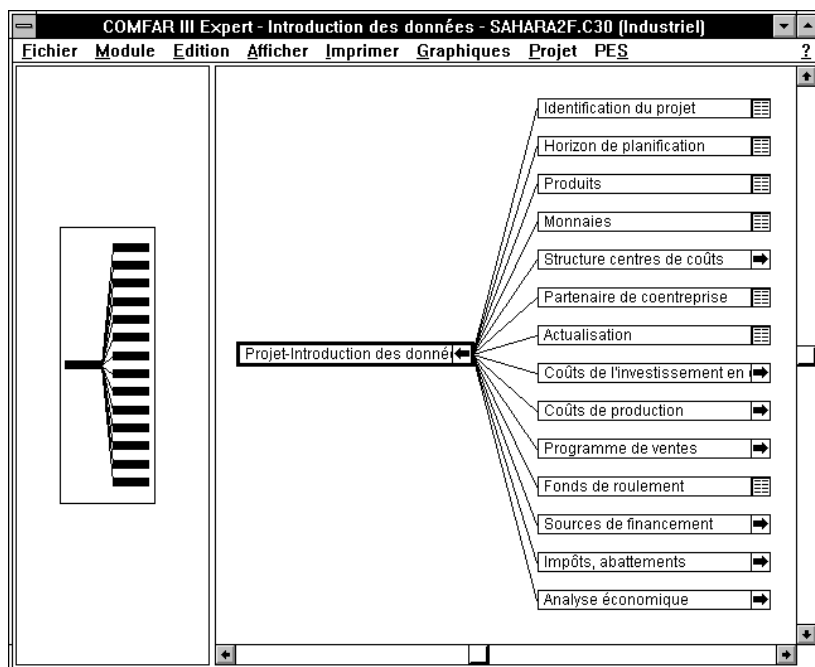 COMFAR III Expert - Introduction des données - SAHARA2F.C30 (Industriel)
Fichier Module Edition Afficher Imprimer Graphiques Projet PES ?
Identification du projet
Horizon de planification
Produits
Monnaies
Structure centres de coûts
Partenaire de coentreprise
Actualisation
Projet-Introduction des donné
Coûts de l'investissement en
Coûts de production
Programme de ventes
Fonds de roulement
Sources de financement
Impôts, abattements
Analyse économique